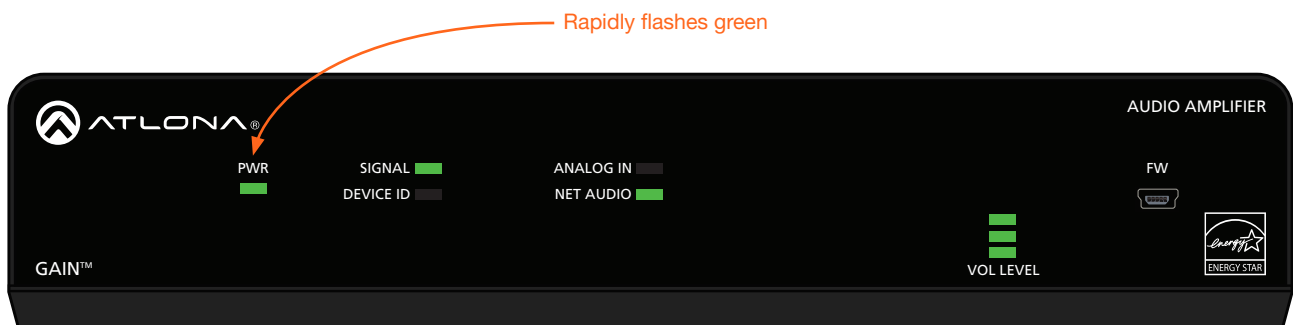 Rapidly flashes green
ATLONA®
AUDIO AMPLIFIER
PWR
SIGNAL
ANALOG IN
FW
DEVICE ID
NET AUDIO
energy
ENERGY STAR
GAIN™
VOL LEVEL